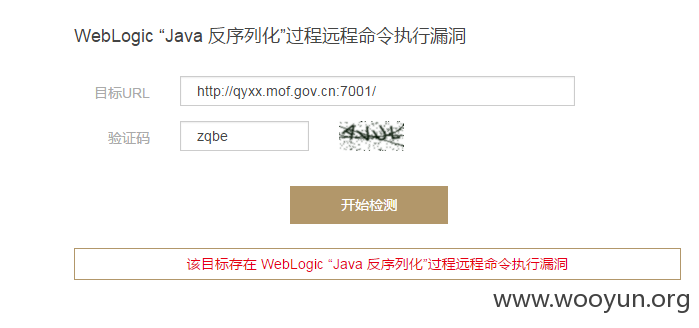 WebLogic “Java 反序列化”过程远程命令执行漏洞
目标URL http://qyxx.mof.gov.cn:7001/
验证码 zqbe
开始检测
该目标存在 WebLogic “Java 反序列化”过程远程命令执行漏洞
www.wooyun.org